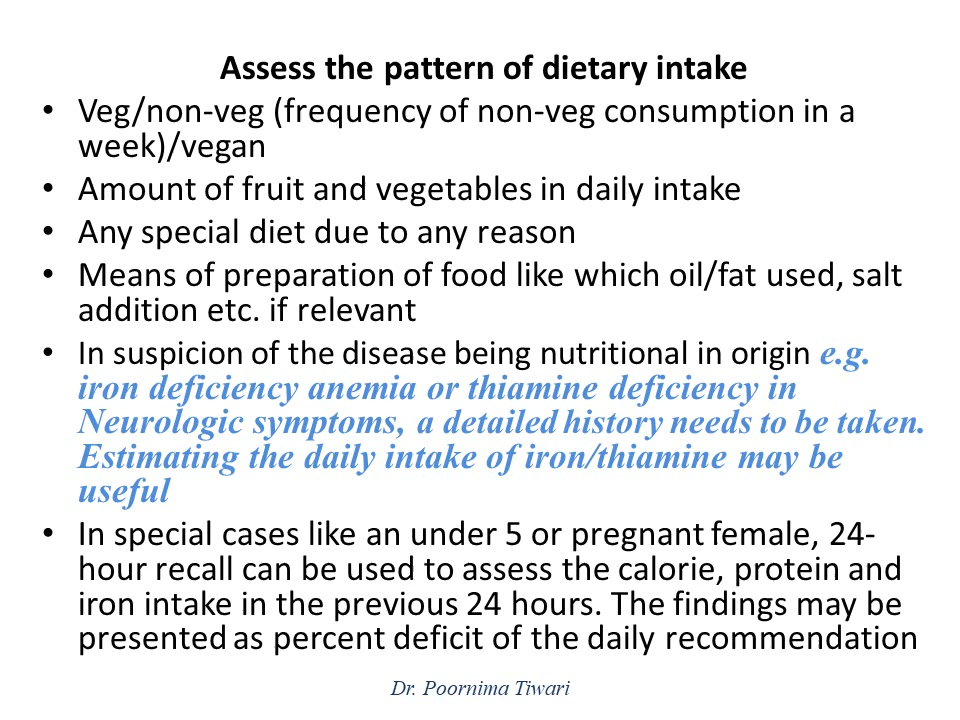 Assess the pattern of dietary intake
• Veg/non-veg (frequency of non-veg consumption in a
week)/vegan
• Amount of fruit and vegetables in daily intake
• Any special diet due to any reason
• Means of preparation of food like which oil/fat used, salt
addition etc. if relevant
• In suspicion of the disease being nutritional in origin e.g.
iron deficiency anemia or thiamine deficiency in
Neurologic symptoms, a detailed history needs to be taken.
Estimating the daily intake of iron/thiamine may be
useful
• In special cases like an under 5 or pregnant female, 24-
hour recall can be used to assess the calorie, protein and
iron intake in the previous 24 hours. The findings may be
presented as percent deficit of the daily recommendation
Dr. Poornima Tiwari